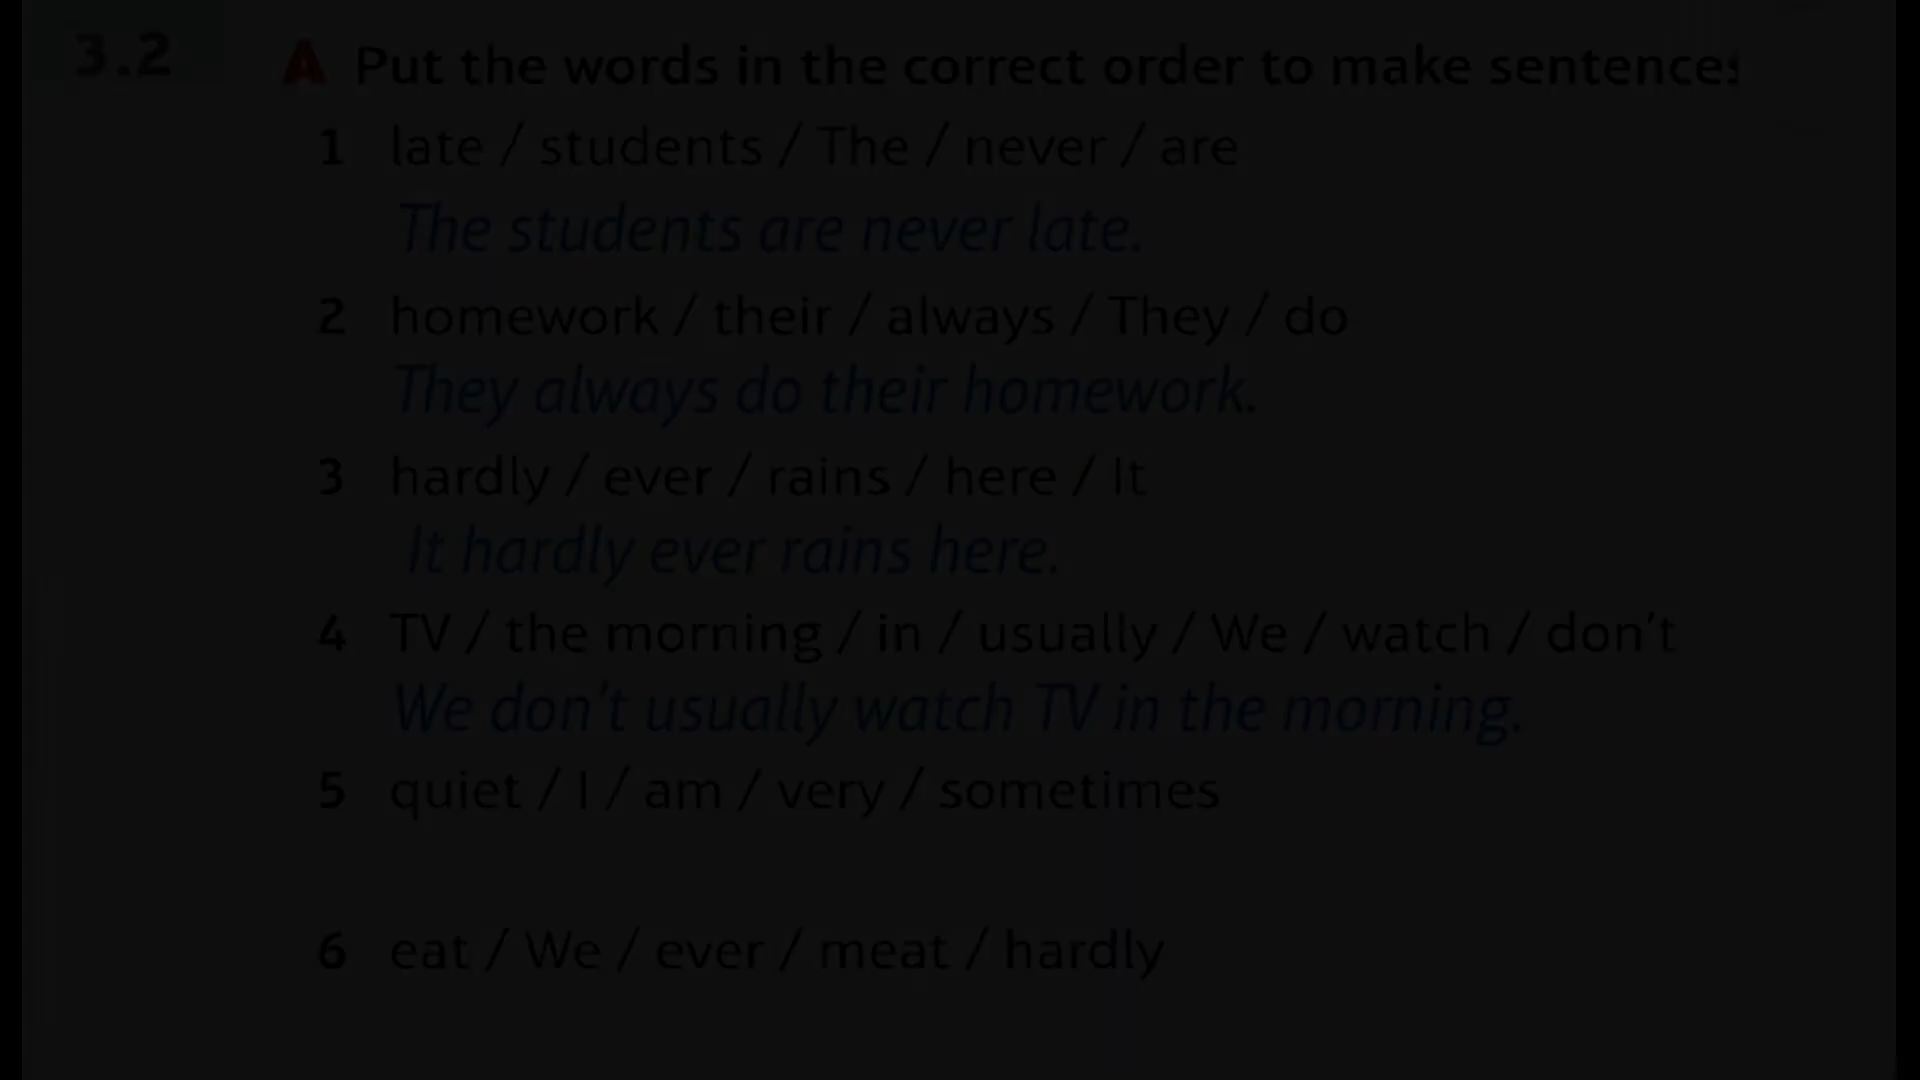 3.2 A Put the words in the correct order to make sentences
1 late / students / The / never / are
The students are never late.
2 homework / their / always / They / do
They always do their homework.
3 hardly / ever / rains / here / It
It hardly ever rains here.
4 TV / the morning / in / usually / We / watch / don't
We don't usually watch TV in the morning.
5 quiet / I / am / very / sometimes
6 eat / We / ever / meat / hardly